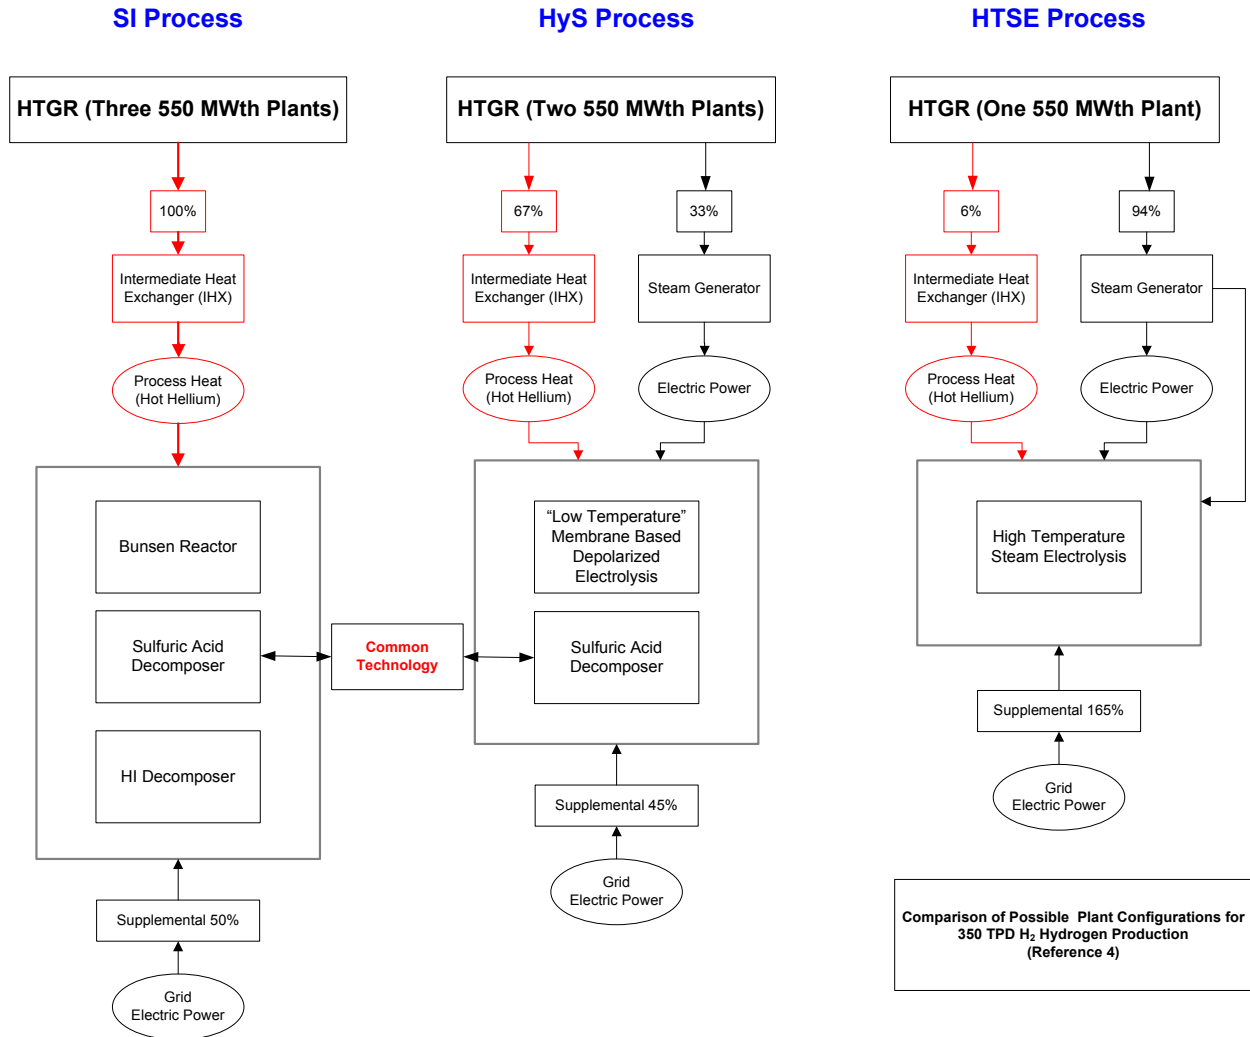 SI Process
HTGR (Three 550 MWth Plants)
100%
Intermediate Heat
Exchanger (IHX)
Process Heat
(Hot Hellium)
Bunsen Reactor
Sulfuric Acid
Decomposer
HI Decomposer
Supplemental 50%
Grid
Electric Power
Common
Technology
HyS Process
HTGR (Two 550 MWth Plants)
67%
33%
Intermediate Heat
Exchanger (IHX)
Steam Generator
Process Heat
(Hot Hellium)
Electric Power
“Low Temperature”
Membrane Based
Depolarized
Electrolysis
Sulfuric Acid
Decomposer
Supplemental 45%
Grid
Electric Power
HTSE Process
HTGR (One 550 MWth Plant)
6%
94%
Intermediate Heat
Exchanger (IHX)
Steam Generator
Process Heat
(Hot Hellium)
Electric Power
High Temperature
Steam Electrolysis
Supplemental 165%
Grid
Electric Power
Comparison of Possible Plant Configurations for
350 TPD H₂ Hydrogen Production
(Reference 4)